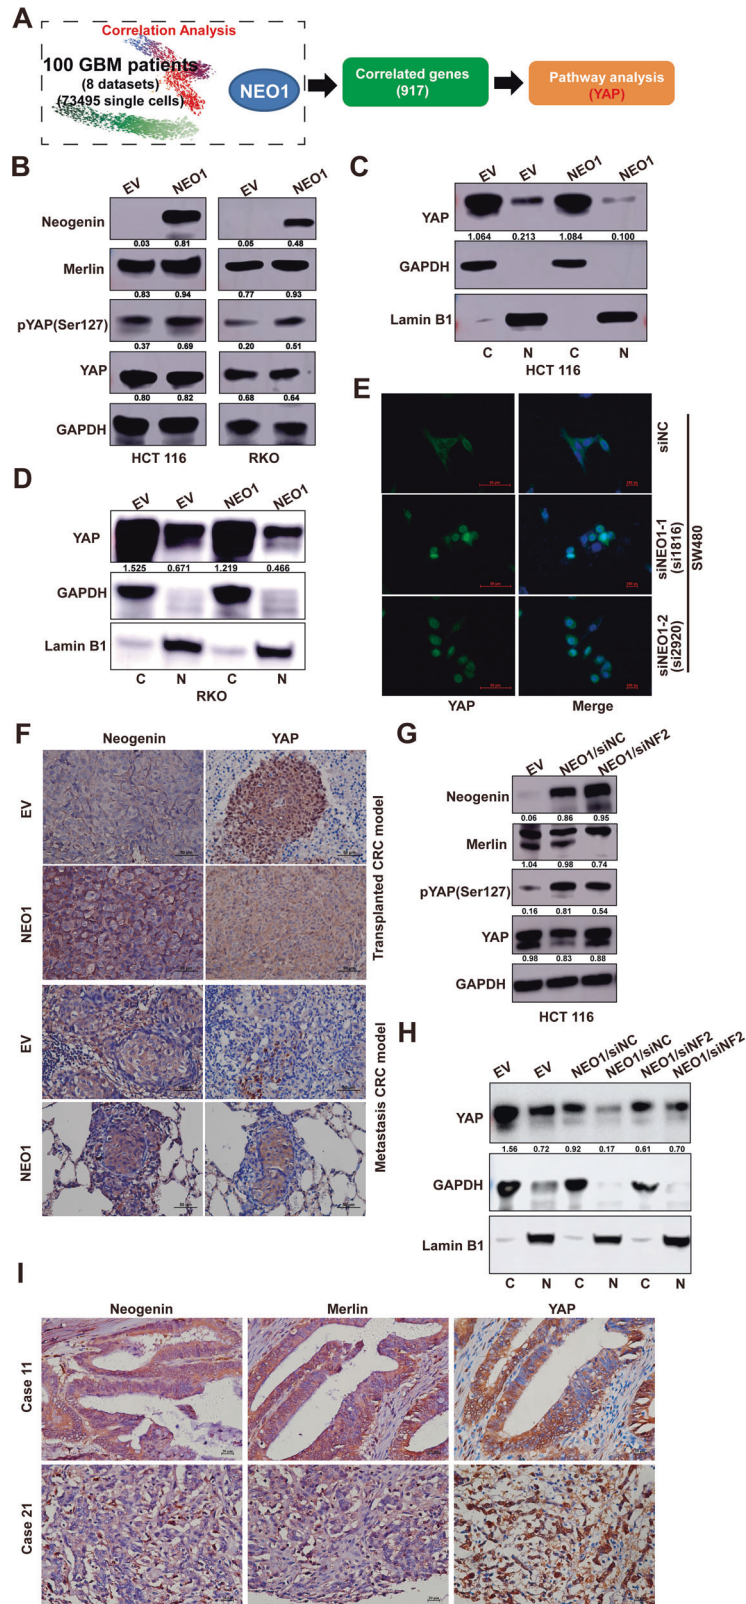 A
Correlation Analysis
100 GBM patients
(8 datasets)
(73495 single cells)
NEO1
Correlated genes
(917)
Pathway analysis
(YAP)
B
EV NEO1 EV NEO1
Neogenin
0.03 0.81 0.05 0.48
Merlin
0.83 0.94 0.77 0.93
pYAP(Ser127)
0.37 0.69 0.20 0.51
YAP
0.80 0.82 0.68 0.64
GAPDH
HCT 116 RKO
C
EV EV NEO1 NEO1
YAP
1.064 0.213 1.084 0.100
GAPDH
Lamin B1
C N C N
HCT 116
D
EV EV NEO1 NEO1
YAP
1.525 0.671 1.219 0.466
GAPDH
Lamin B1
C N C N
RKO
E
siNC
siNEO1-1
(si1816)
siNEO1-2
(si2920)
SW480
YAP Merge
F
Neogenin YAP
EV
NEO1
Transplanted CRC model
EV
NEO1
Metastasis CRC model
G
EV NEO1/siNC NEO1/siNF2
Neogenin
0.06 0.86 0.95
Merlin
1.04 0.98 0.74
pYAP(Ser127)
0.16 0.81 0.54
YAP
0.98 0.83 0.88
GAPDH
HCT 116
H
EV EV NEO1/siNC NEO1/siNC NEO1/siNF2 NEO1/siNF2
YAP
1.56 0.72 0.92 0.17 0.61 0.70
GAPDH
Lamin B1
C N C N C N
I
Neogenin Merlin YAP
Case 11
Case 21